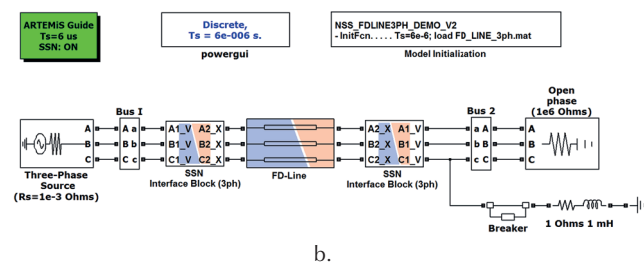 ARTEMiS Guide
Ts=6 us
SSN: ON
Discrete,
Ts = 6e-006 s.
powergui
NSS_FDLINE3PH_DEMO_V2
- InitFcn. . . . . Ts=6e-6; load FD_LINE_3ph.mat
Model Initialization
Bus I
Bus 2
Open
phase
(1e6 Ohms)
A A a A1_V A2_X A2_X A1_V a A A
B B b B1_V B2_X B2_X B1_V b B B
C C c C1_V C2_X C2_X C1_V c C C
Three-Phase
Source
(Rs=1e-3 Ohms)
SSN
Interface Block (3ph)
FD-Line
SSN
Interface Block (3ph)
Breaker
1 Ohms 1 mH
b.